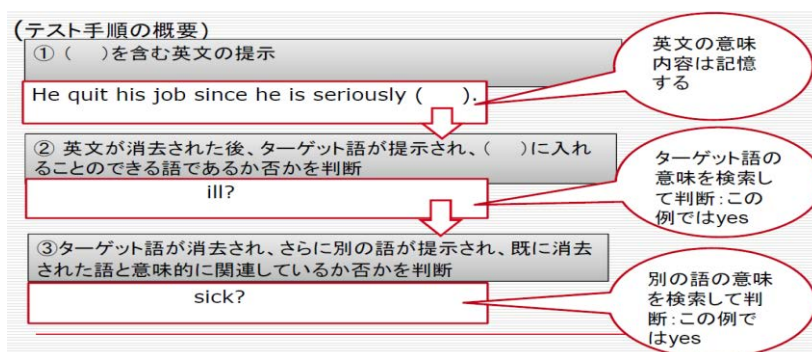 (テスト手順の概要)
① (　)を含む英文の提示
He quit his job since he is seriously (　).
英文の意味
内容は記憶
する
② 英文が消去された後、ターゲット語が提示され、(　)に入れ
ることのできる語であるか否かを判断
ill?
ターゲット語の
意味を検索し
て判断:この
例ではyes
③ターゲット語が消去され、さらに別の語が提示され、既に消去
された語と意味的に関連しているか否かを判断
sick?
別の語の意味
を検索して判
断:この例で
はyes